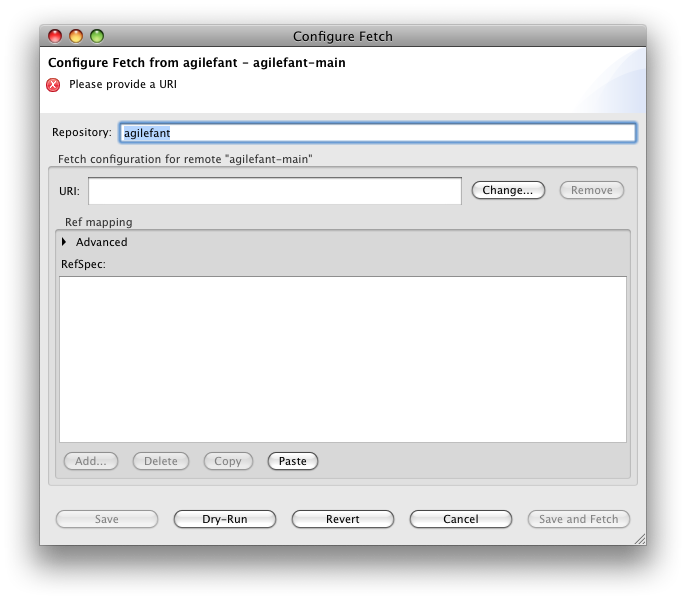 Configure Fetch
Configure Fetch from agilefant - agilefant-main
Please provide a URI
Repository: agilefant
Fetch configuration for remote "agilefant-main"
URI: Change... Remove
Ref mapping
Advanced
RefSpec:
Add... Delete Copy Paste
Save Dry-Run Revert Cancel Save and Fetch